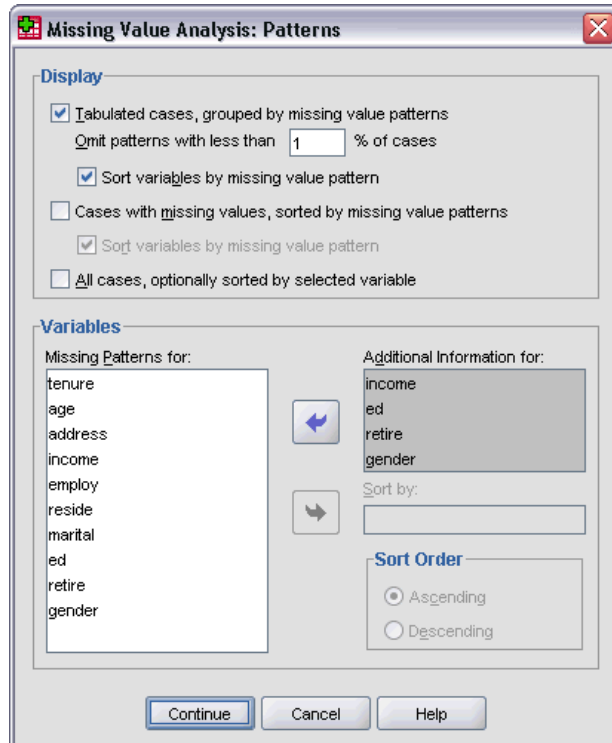 Missing Value Analysis: Patterns
Display
Tabulated cases, grouped by missing value patterns
Omit patterns with less than 1 % of cases
Sort variables by missing value pattern
Cases with missing values, sorted by missing value patterns
Sort variables by missing value pattern
All cases, optionally sorted by selected variable
Variables
Missing Patterns for:
tenure
age
address
income
employ
reside
marital
ed
retire
gender
Additional Information for:
income
ed
retire
gender
Sort by:
Sort Order
Ascending
Descending
Continue
Cancel
Help